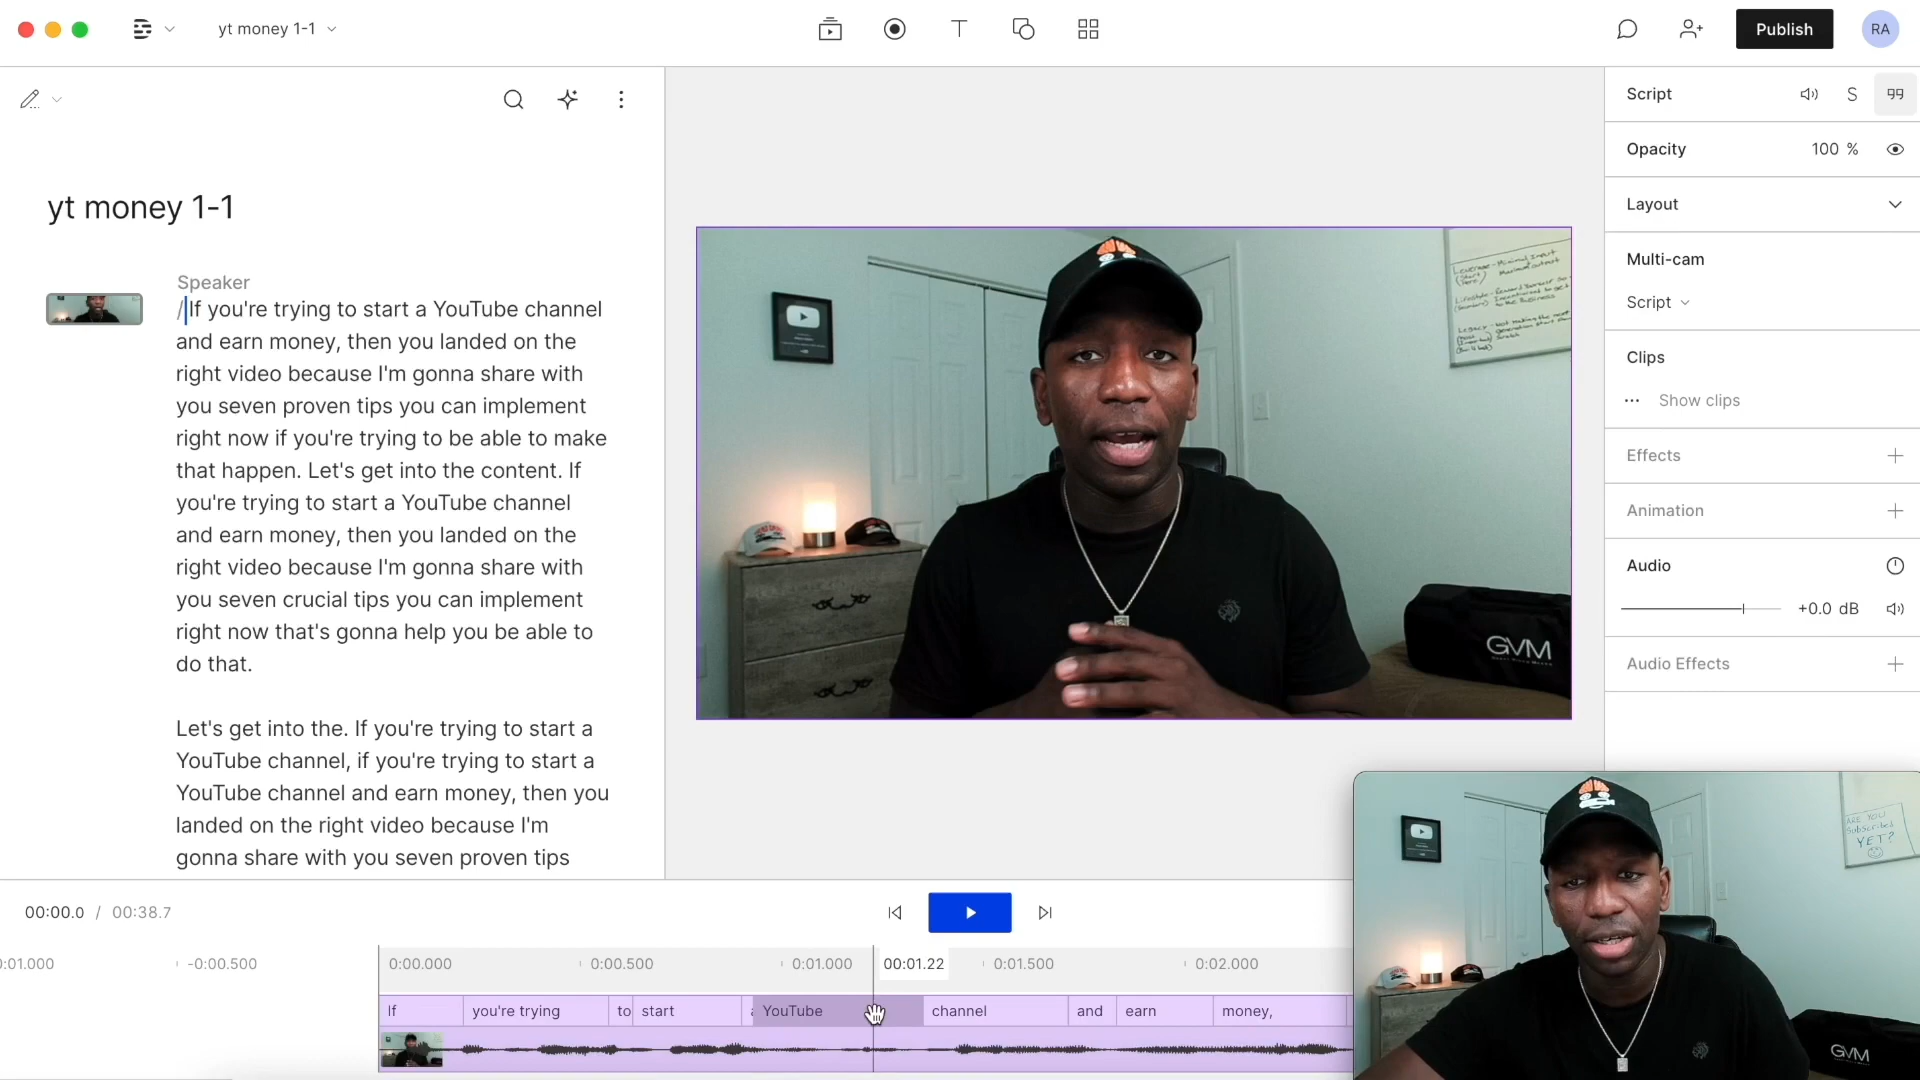 yt money 1-1
Publish
RA
yt money 1-1
Speaker
/If you're trying to start a YouTube channel
and earn money, then you landed on the
right video because I'm gonna share with
you seven proven tips you can implement
right now if you're trying to be able to make
that happen. Let's get into the content. If
you're trying to start a YouTube channel
and earn money, then you landed on the
right video because I'm gonna share with
you seven crucial tips you can implement
right now that's gonna help you be able to
do that.
Let's get into the. If you're trying to start a
YouTube channel, if you're trying to start a
YouTube channel and earn money, then you
landed on the right video because I'm
gonna share with you seven proven tips
GVM
Script
S
Opacity
100 %
Layout
Multi-cam
Script
Clips
Show clips
Effects
Animation
Audio
+0.0 dB
Audio Effects
ARE YOU
Subscribed
YET?
GVM
00:00.0 / 00:38.7
0:01.000
-0:00.500
0:00.000
0:00.500
0:01.000
00:01.22
0:01.500
0:02.000
If
you're trying
to
start
YouTube
channel
and
earn
money,